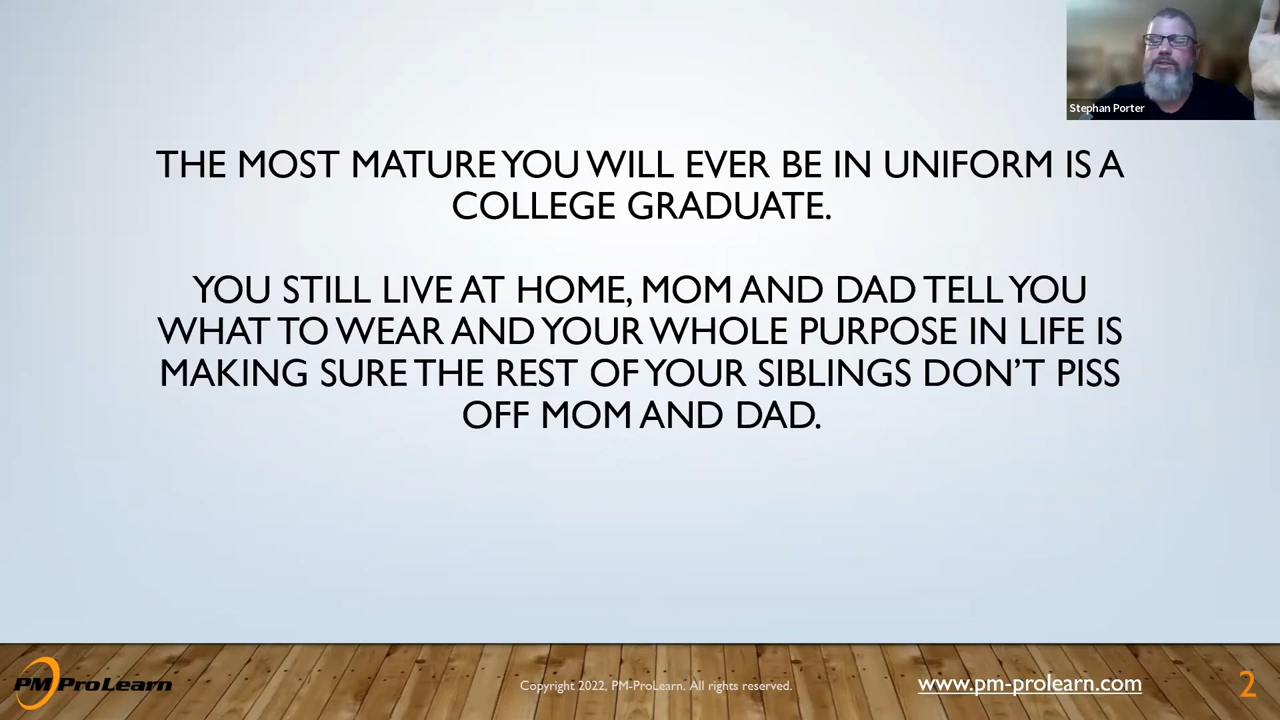 Stephan Porter
THE MOST MATURE YOU WILL EVER BE IN UNIFORM IS A
COLLEGE GRADUATE.
YOU STILL LIVE AT HOME, MOM AND DAD TELL YOU
WHAT TO WEAR AND YOUR WHOLE PURPOSE IN LIFE IS
MAKING SURE THE REST OF YOUR SIBLINGS DON’T PISS
OFF MOM AND DAD.
PM ProLearn
Copyright 2022, PM-ProLearn. All rights reserved.
www.pm-prolearn.com
2